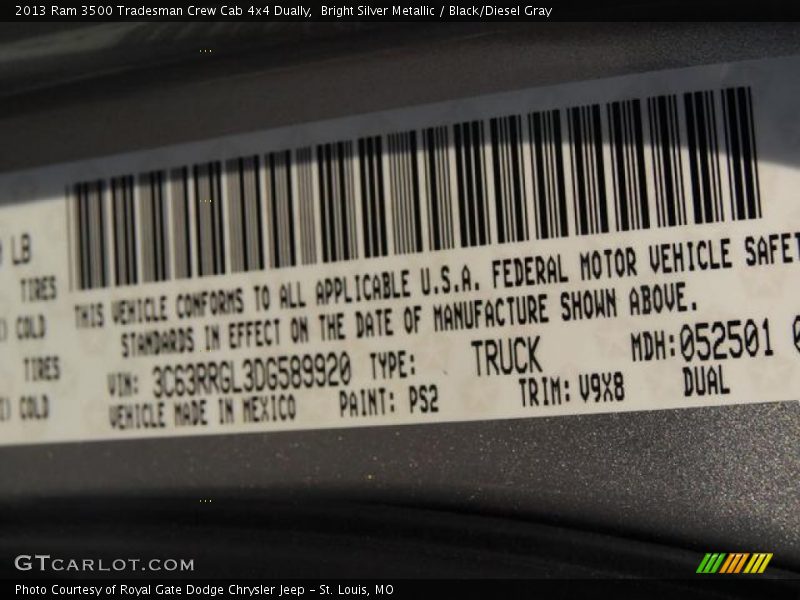 2013 Ram 3500 Tradesman Crew Cab 4x4 Dually,  Bright Silver Metallic / Black/Diesel Gray
LB
TIRES
COLD
TIRES
COLD
THIS VEHICLE CONFORMS TO ALL APPLICABLE U.S.A. FEDERAL MOTOR VEHICLE SAFET
STANDARDS IN EFFECT ON THE DATE OF MANUFACTURE SHOWN ABOVE.
VIN: 3C63RRGL3DG589920 TYPE: TRUCK MDH:052501 0
VEHICLE MADE IN MEXICO PAINT: PS2 TRIM: V9X8 DUAL
GTCARLOT.COM
Photo Courtesy of Royal Gate Dodge Chrysler Jeep - St. Louis, MO